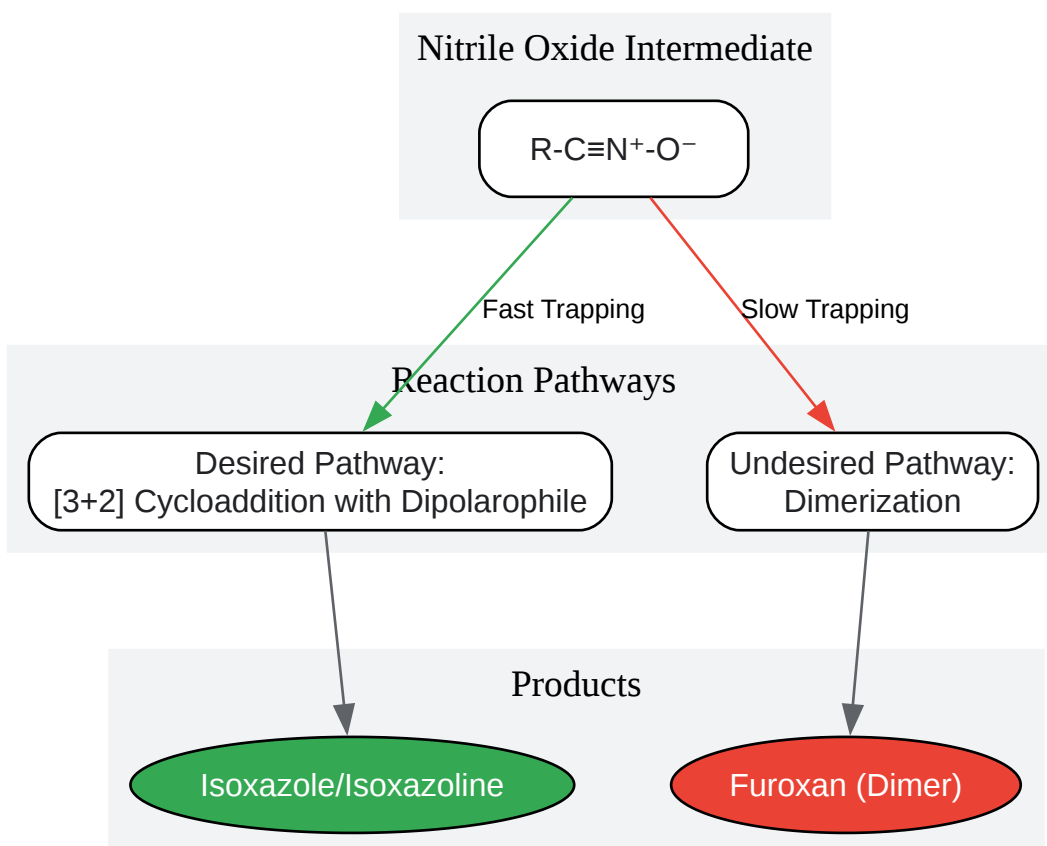 Nitrile Oxide Intermediate
R-C≡N⁺-O⁻
Fast Trapping
Slow Trapping
Reaction Pathways
Desired Pathway:
[3+2] Cycloaddition with Dipolarophile
Undesired Pathway:
Dimerization
Products
Isoxazole/Isoxazoline
Furoxan (Dimer)